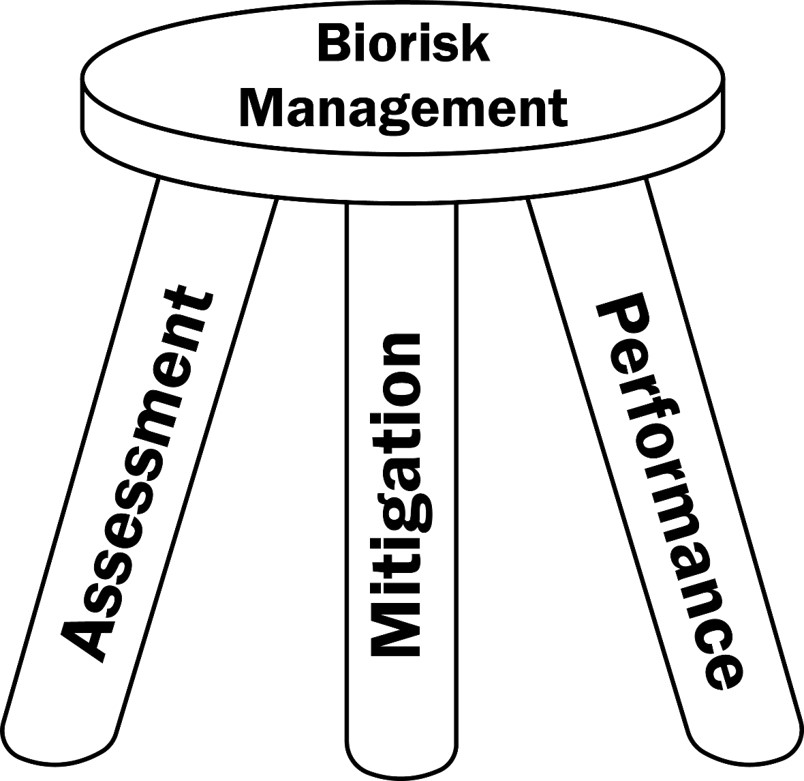 Biorisk
Management
Assessment
Mitigation
Performance